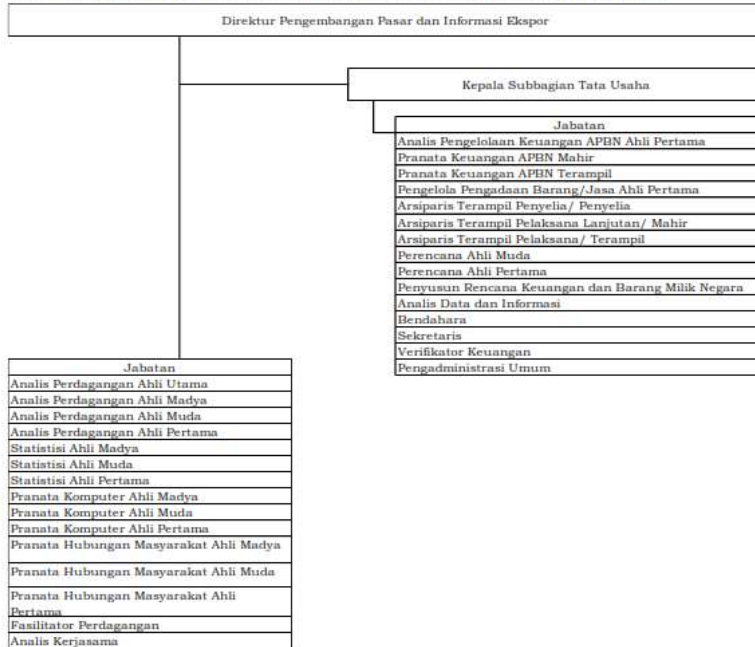 Direktur Pengembangan Pasar dan Informasi Ekspor
Kepala Subbagian Tata Usaha
Jabatan
Analis Pengelolaan Keuangan APBN Ahli Pertama
Pranata Keuangan APBN Mahir
Pranata Keuangan APBN Terampil
Pengelola Pengadaan Barang/Jasa Ahli Pertama
Arsiparis Terampil Penyelia/ Penyelia
Arsiparis Terampil Pelaksana Lanjutan/ Mahir
Arsiparis Terampil Pelaksana/ Terampil
Perencana Ahli Muda
Perencana Ahli Pertama
Penyusun Rencana Keuangan dan Barang Milik Negara
Analis Data dan Informasi
Bendahara
Sekretaris
Verifikator Keuangan
Pengadministrasi Umum
Jabatan
Analis Perdagangan Ahli Utama
Analis Perdagangan Ahli Madya
Analis Perdagangan Ahli Muda
Analis Perdagangan Ahli Pertama
Statistisi Ahli Madya
Statistisi Ahli Muda
Statistisi Ahli Pertama
Pranata Komputer Ahli Madya
Pranata Komputer Ahli Muda
Pranata Komputer Ahli Pertama
Pranata Hubungan Masyarakat Ahli Madya
Pranata Hubungan Masyarakat Ahli Muda
Pranata Hubungan Masyarakat Ahli
Pertama
Fasilitator Perdagangan
Analis Kerjasama